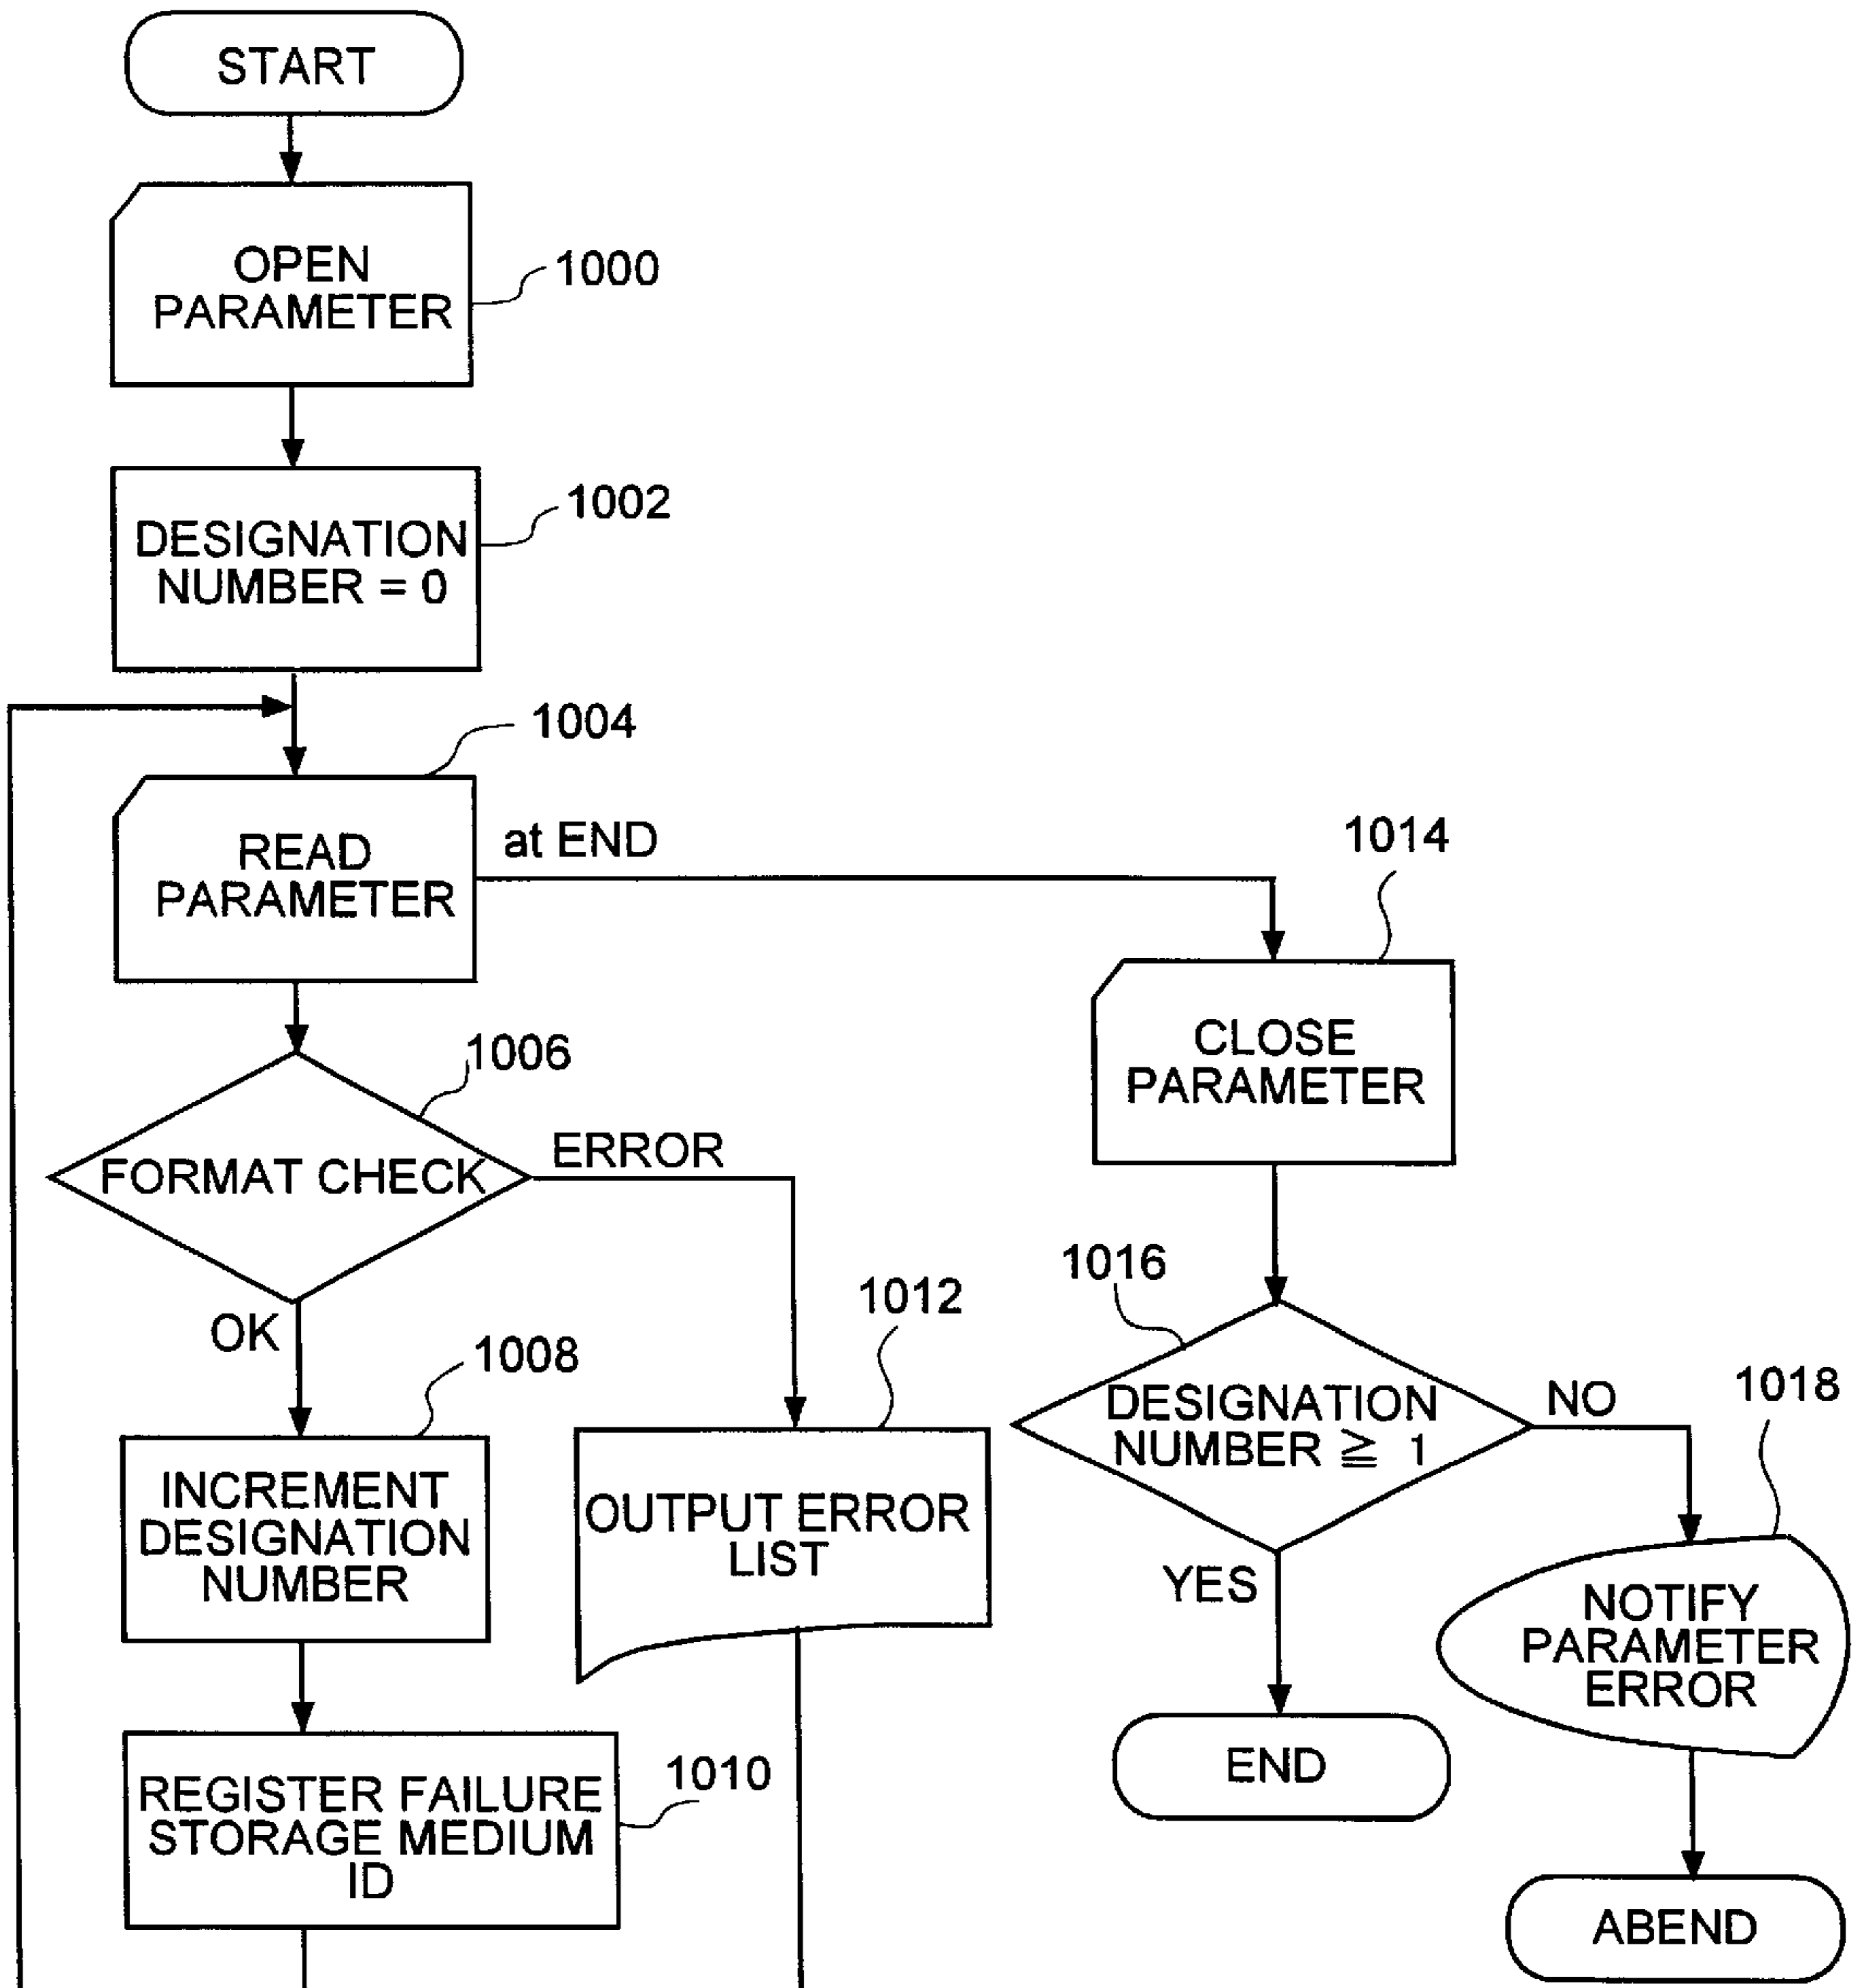 START
OPEN
PARAMETER
1000
DESIGNATION
NUMBER = 0
1002
1004
READ
PARAMETER
at END
1014
CLOSE
PARAMETER
1006
FORMAT CHECK
ERROR
OK
1016
1012
DESIGNATION
NUMBER ≧ 1
NO
1018
YES
1008
INCREMENT
DESIGNATION
NUMBER
OUTPUT ERROR
LIST
NOTIFY
PARAMETER
ERROR
REGISTER FAILURE
STORAGE MEDIUM
ID
1010
END
ABEND